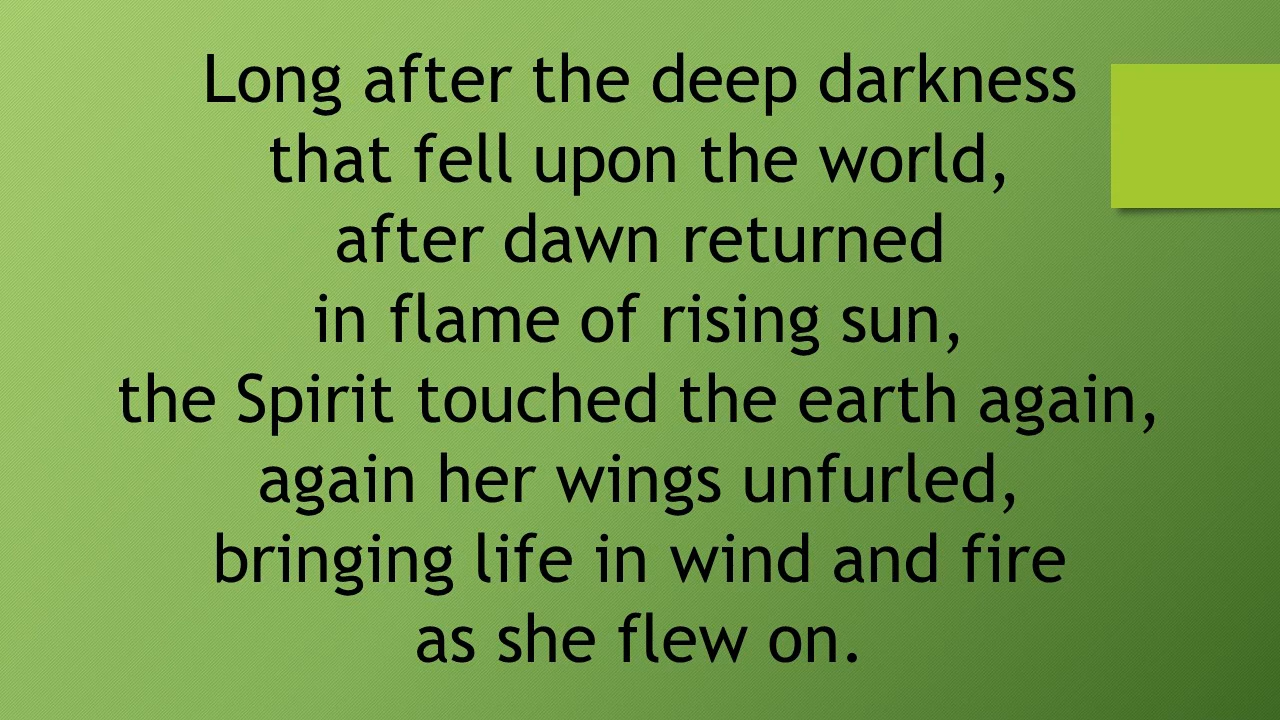 Long after the deep darkness
that fell upon the world,
after dawn returned
in flame of rising sun,
the Spirit touched the earth again,
again her wings unfurled,
bringing life in wind and fire
as she flew on.